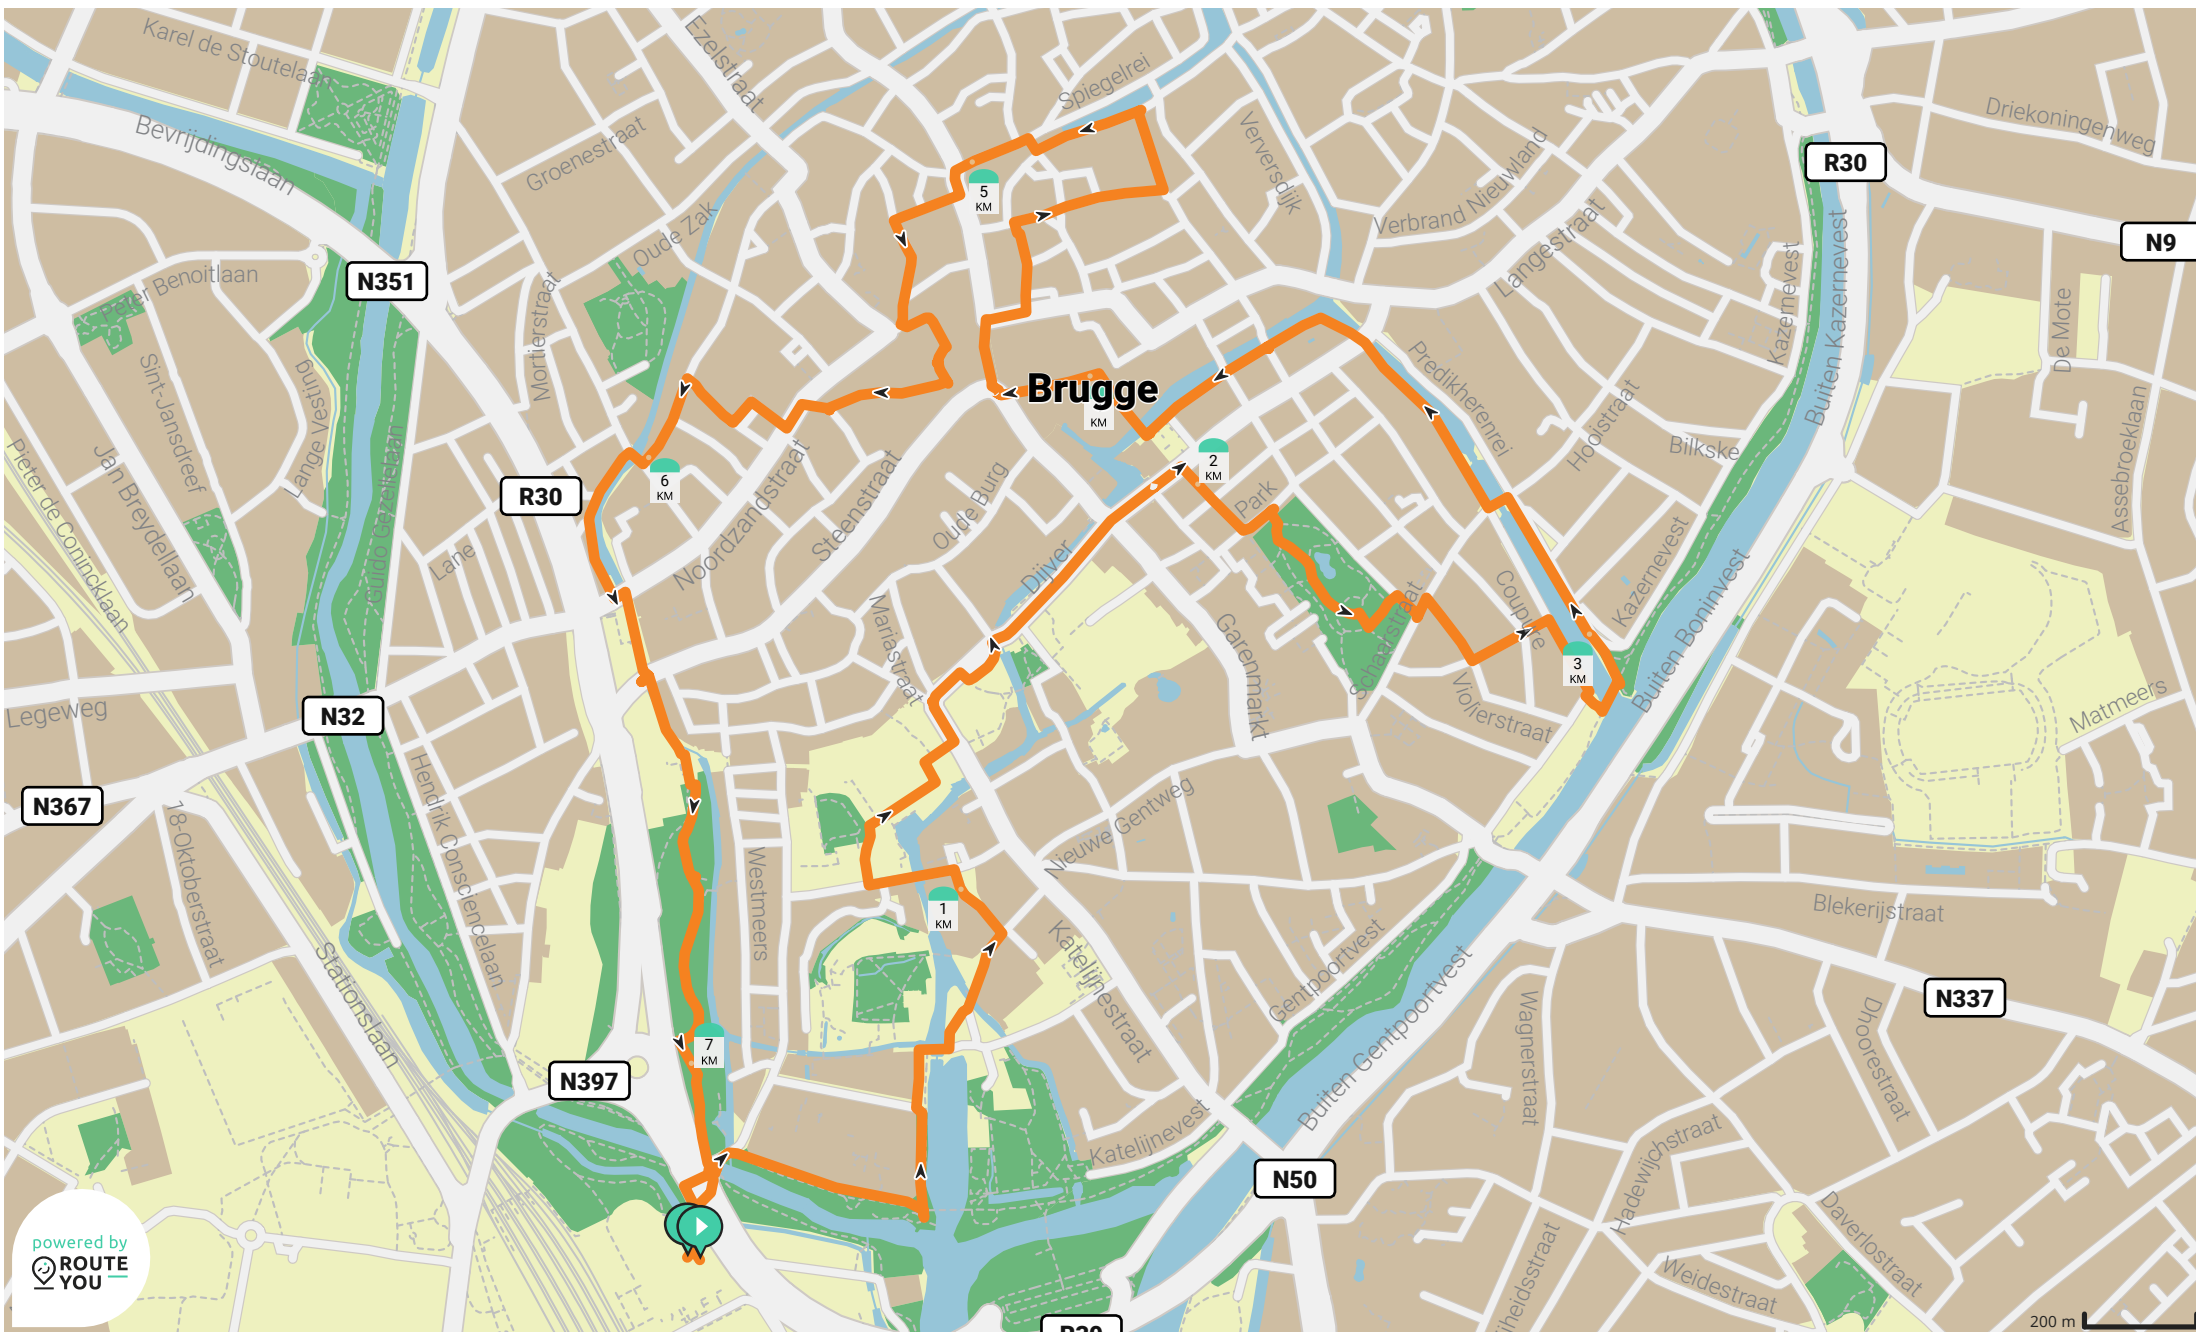 Karel de Stoutelaan
Ezelstraat
Spiegelrei
Driekoningenweg
Bevrijdingslaan
Groenestraat
Verversdijk
Verbrand Nieuwland
R30
5
KM
Oude Zak
Langestraat
N9
Peter Benoitlaan
N351
Mortierstraat
Kazernevest
Buiten Kazernevest
De Mote
Sint-Jansdreef
Lange Vesting
Brugge
KM
Predikherenrei
Hooistraat
Bilkske
Assebroeklaan
Pieter de Conincklaan
Jan Breydellaan
Guido Gezellelaan
R30
6
KM
Noordzandstraat
Steenstraat
Oude Burg
2
KM
Park
Lane
Dijver
Mariastraat
Garenmarkt
Schaarstraat
Coupure
Kazernevest
Buiten Boninvest
3
KM
Violierstraat
Legeweg
N32
Matmeers
N367
18-Oktoberstraat
Hendrik Consciencelaan
Westmeers
Nieuwe Gentweg
1
KM
Blekerijstraat
Stationslaan
Katelijnestraat
Gentpoortvest
Buiten Gentpoortvest
N337
Wagnerstraat
Dhoorestraat
7
KM
N397
Katelijnevest
Hadewijchstraat
N50
Daverlostraat
Weidestraat
powered by
ROUTE
YOU
200 m